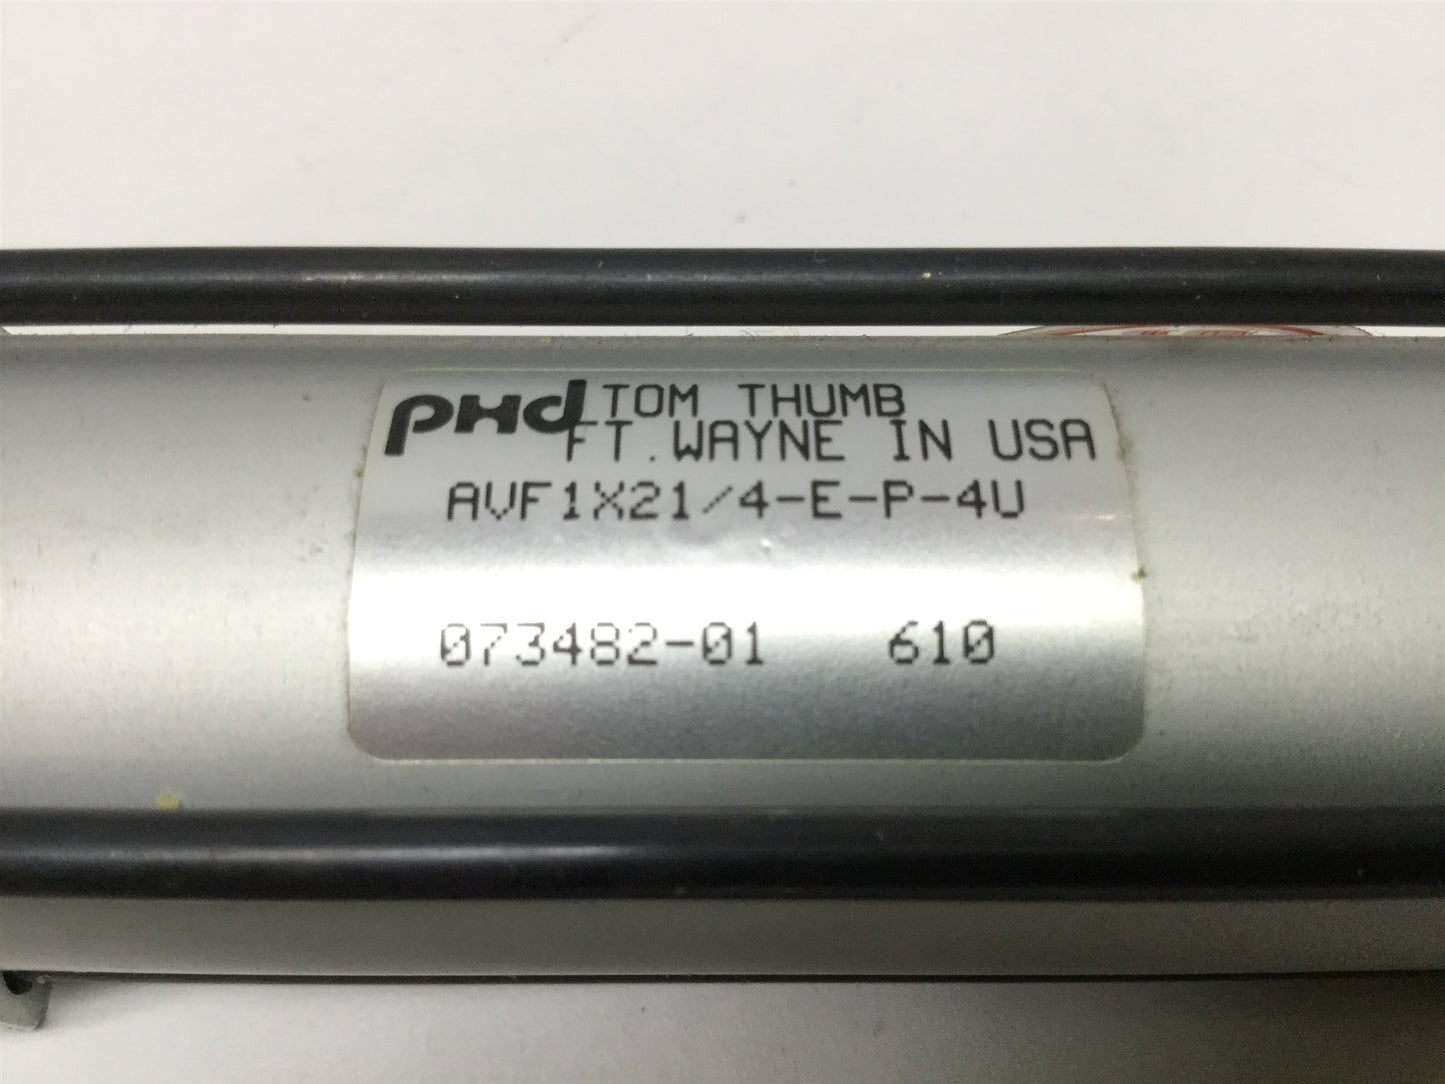 PHd TOM THUMB
FT.WAYNE IN USA
AVF1X21/4-E-P-4U
073482-01 610